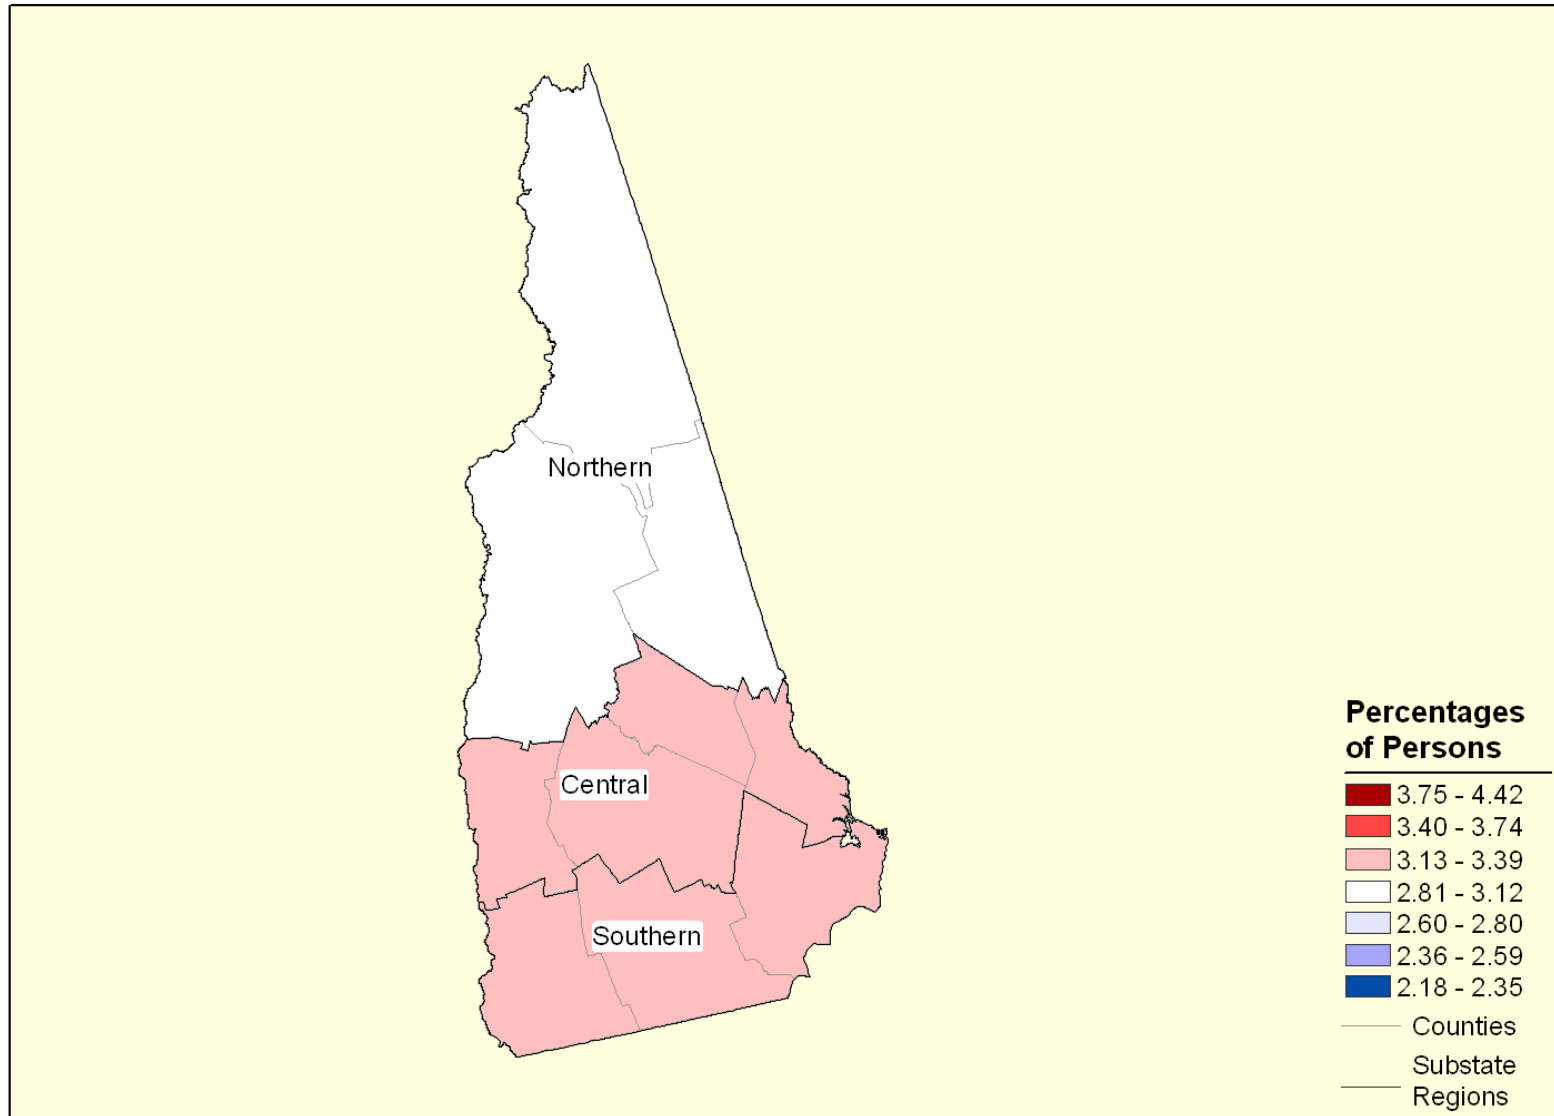 Northern
Central
Southern
Percentages
of Persons
3.75 - 4.42
3.40 - 3.74
3.13 - 3.39
2.81 - 3.12
2.60 - 2.80
2.36 - 2.59
2.18 - 2.35
Counties
Substate
Regions